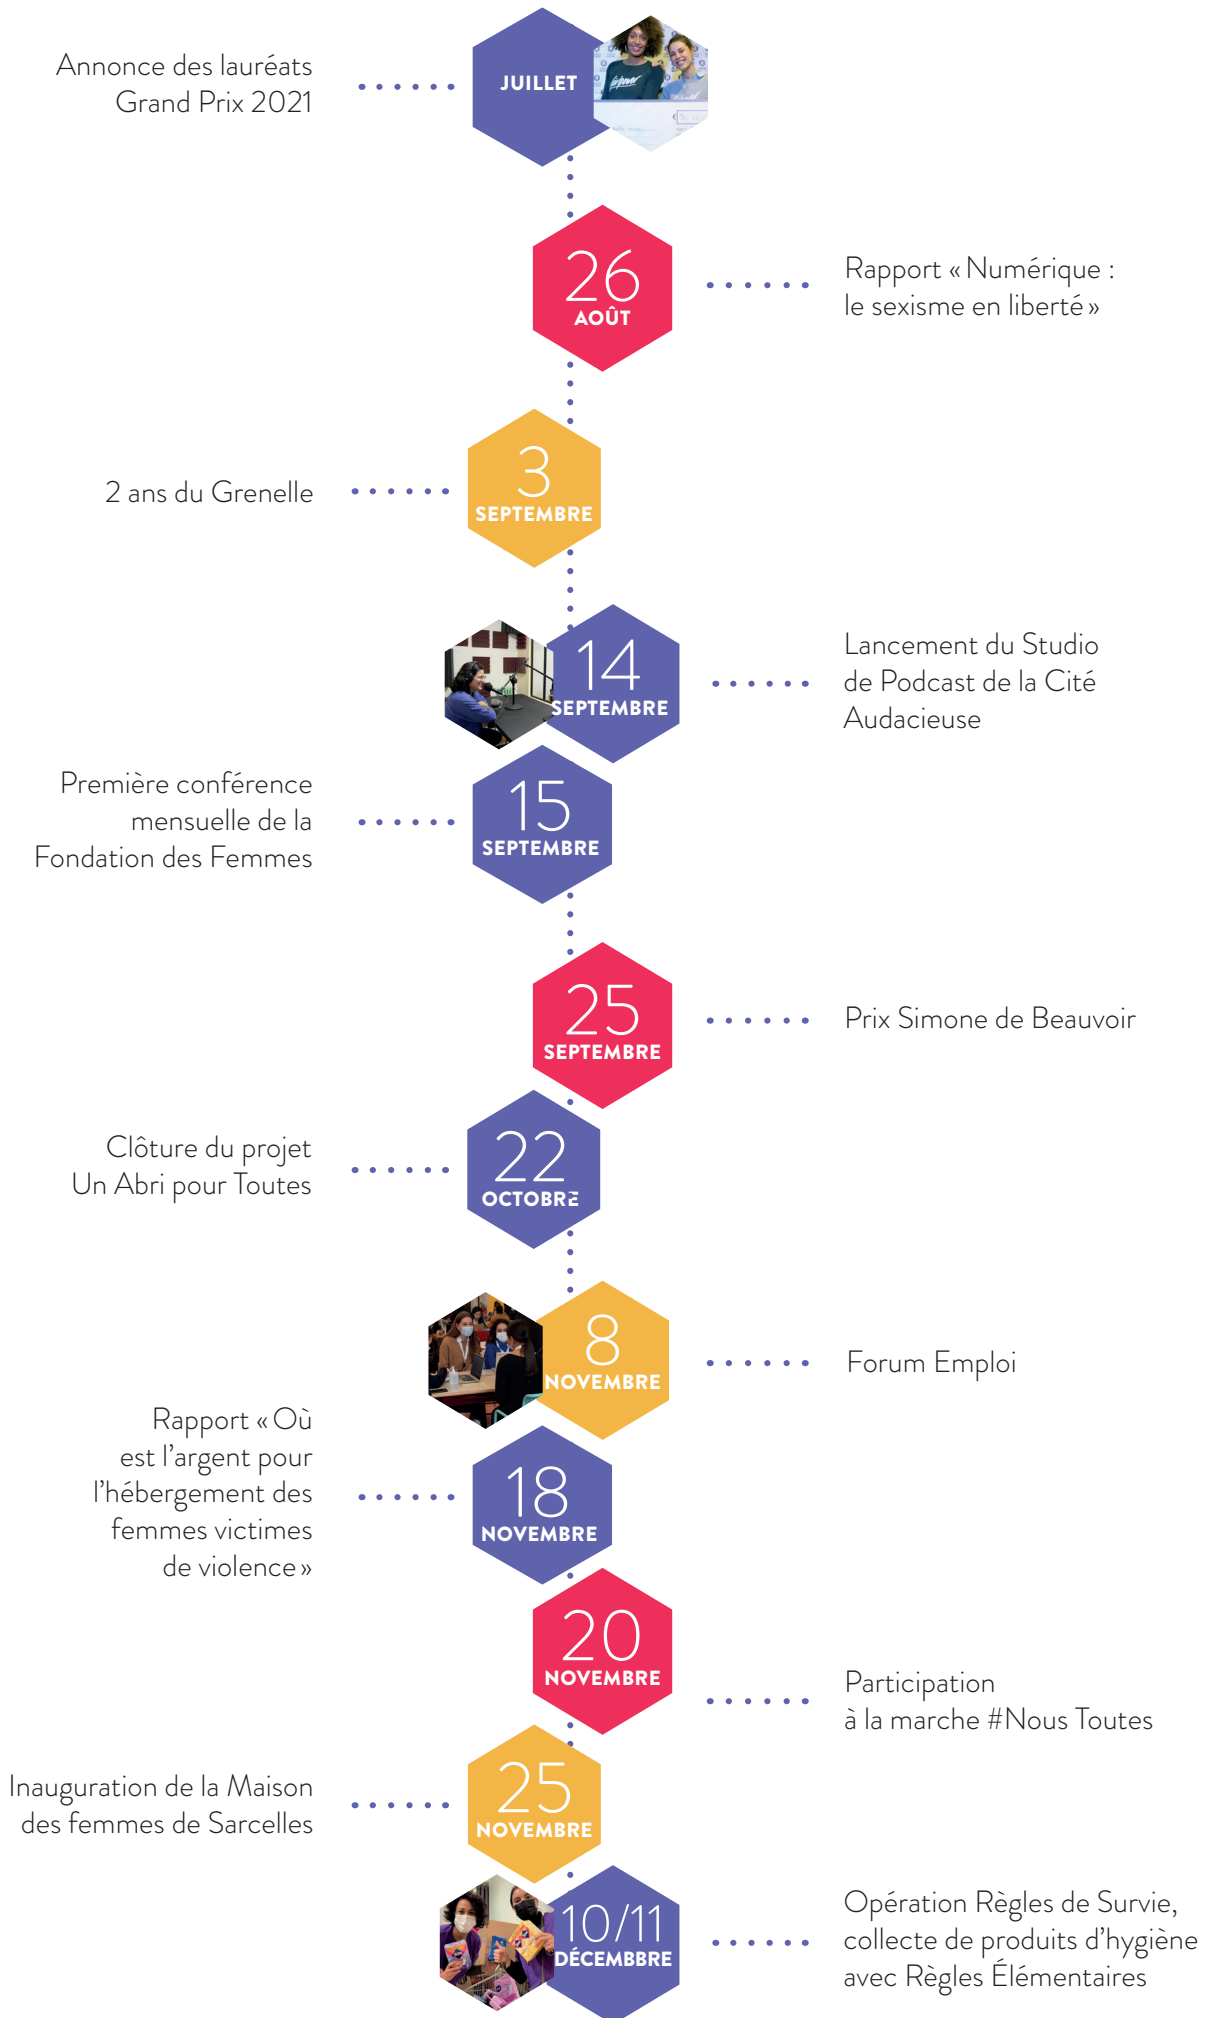 Annonce des lauréats
Grand Prix 2021
JUILLET
26
AOÛT
Rapport « Numérique :
le sexisme en liberté »
2 ans du Grenelle
3
SEPTEMBRE
14
SEPTEMBRE
Lancement du Studio
de Podcast de la Cité
Audacieuse
Première conférence
mensuelle de la
Fondation des Femmes
15
SEPTEMBRE
25
SEPTEMBRE
Prix Simone de Beauvoir
Clôture du projet
Un Abri pour Toutes
22
OCTOBRE
8
NOVEMBRE
Forum Emploi
Rapport « Où
est l’argent pour
l’hébergement des
femmes victimes
de violence »
18
NOVEMBRE
20
NOVEMBRE
Participation
à la marche #Nous Toutes
Inauguration de la Maison
des femmes de Sarcelles
25
NOVEMBRE
10/11
DÉCEMBBRE
Opération Règles de Survie,
collecte de produits d’hygiène
avec Règles Élémentaires